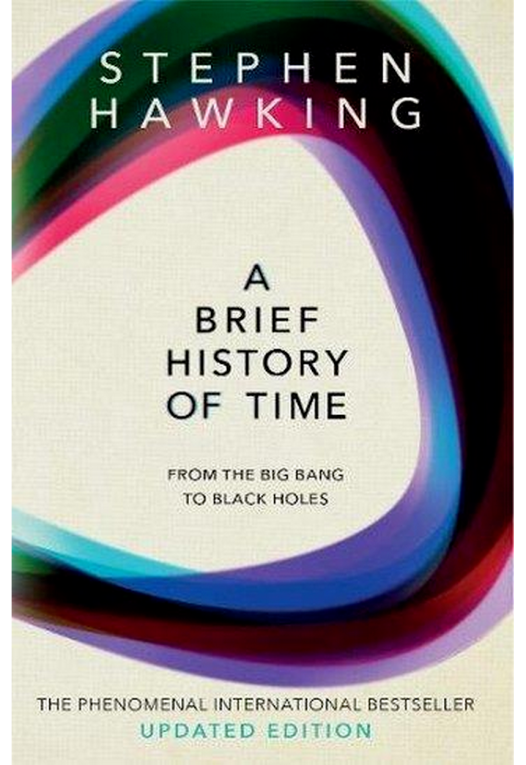 STEPHEN
HAWKING
A
BRIEF
HISTORY
OF TIME
FROM THE BIG BANG
TO BLACK HOLES
THE PHENOMENAL INTERNATIONAL BESTSELLER
UPDATED EDITION